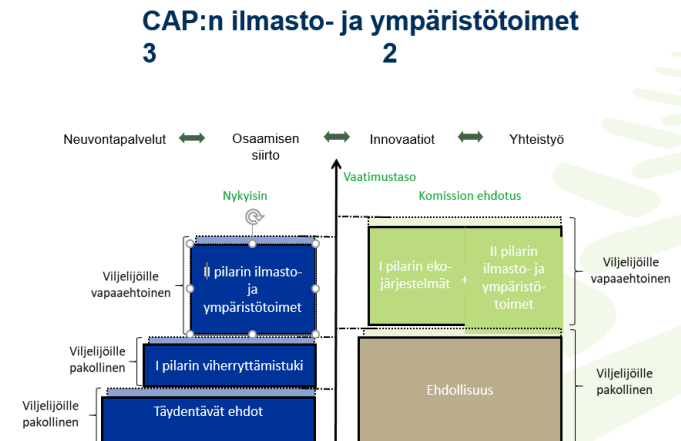 CAP:n ilmasto- ja ympäristötoimet
3 2
Neuvontapalvelut Osaamisen siirto Innovaatiot Yhteistyö
Vaatimustaso
Nykyisin
Komission ehdotus
Viljelijöille
vapaaehtoinen
II pilarin ilmasto-
ja
ympäristötoimet
I pilarin eko-
järjestelmät
+
II pilarin
ilmasto- ja
ympäristö-
toimet
Viljelijöille
vapaaehtoinen
Viljelijöille
pakollinen
I pilarin viherryttämistuki
Viljelijöille
pakollinen
Täydentävät ehdot
Ehdollisuus
Viljelijöille
pakollinen